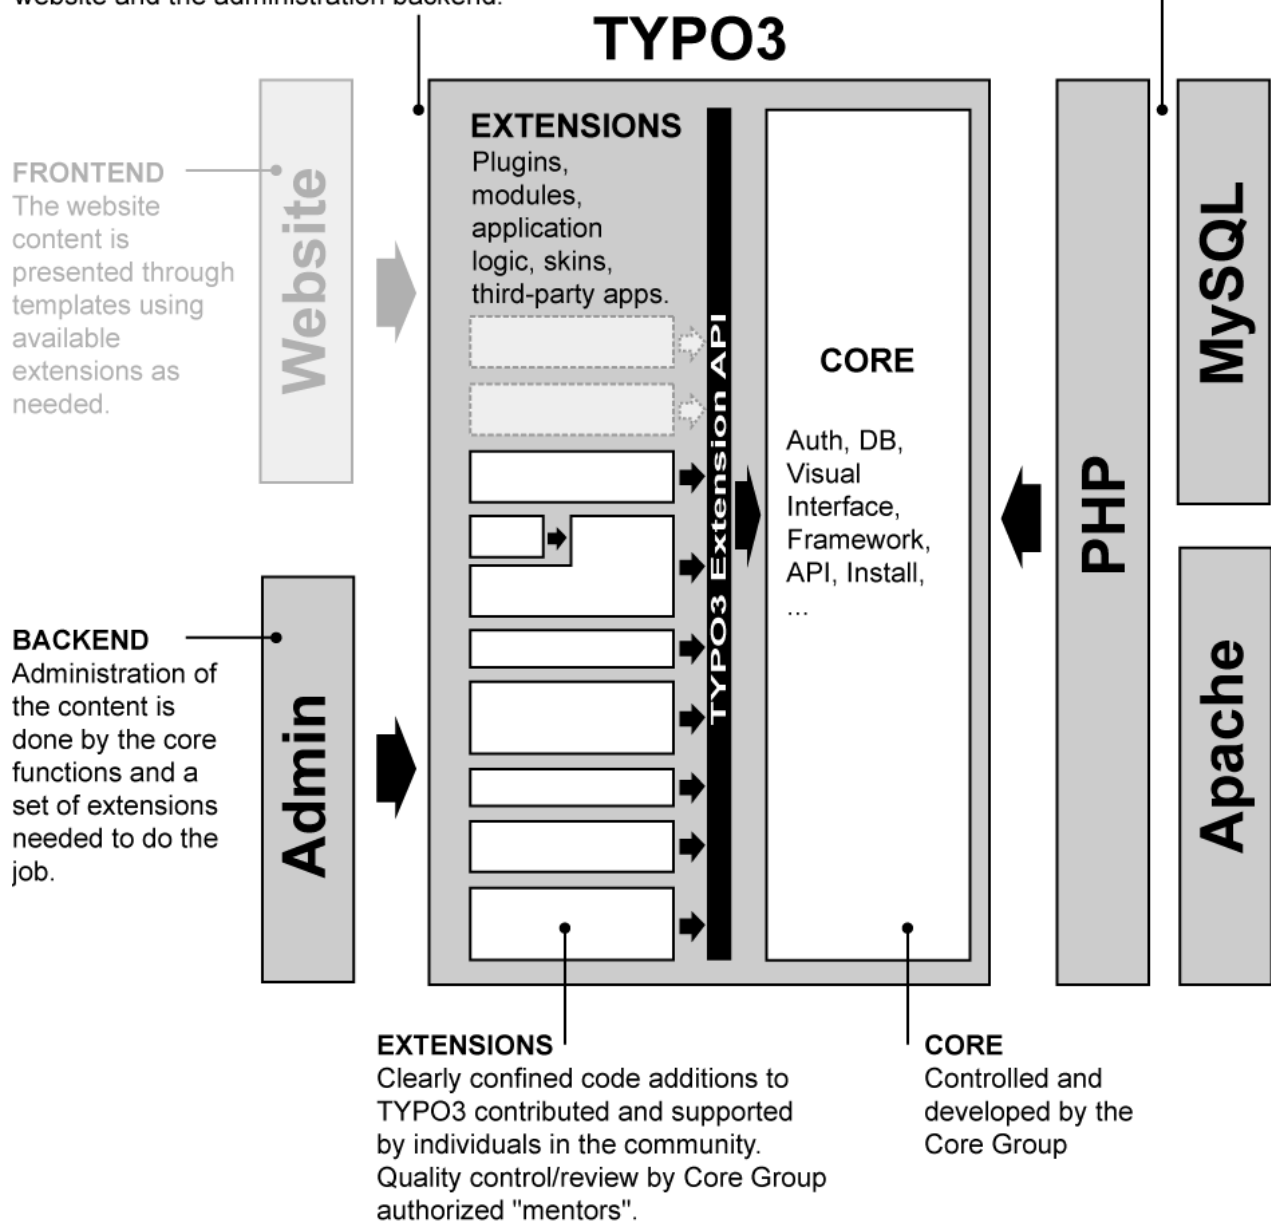 website and the administration backend.
TYPO3
EXTENSIONS
Plugins,
modules,
application
logic, skins,
third-party apps.
FRONTEND
The website
content is
presented through
templates using
available
extensions as
needed.
Website
TYPO3 Extension API
CORE
Auth, DB,
Visual
Interface,
Framework,
API, Install,
...
PHP
MySQL
Apache
BACKEND
Administration of
the content is
done by the core
functions and a
set of extensions
needed to do the
job.
Admin
EXTENSIONS
Clearly confined code additions to
TYPO3 contributed and supported
by individuals in the community.
Quality control/review by Core Group
authorized "mentors".
CORE
Controlled and
developed by the
Core Group